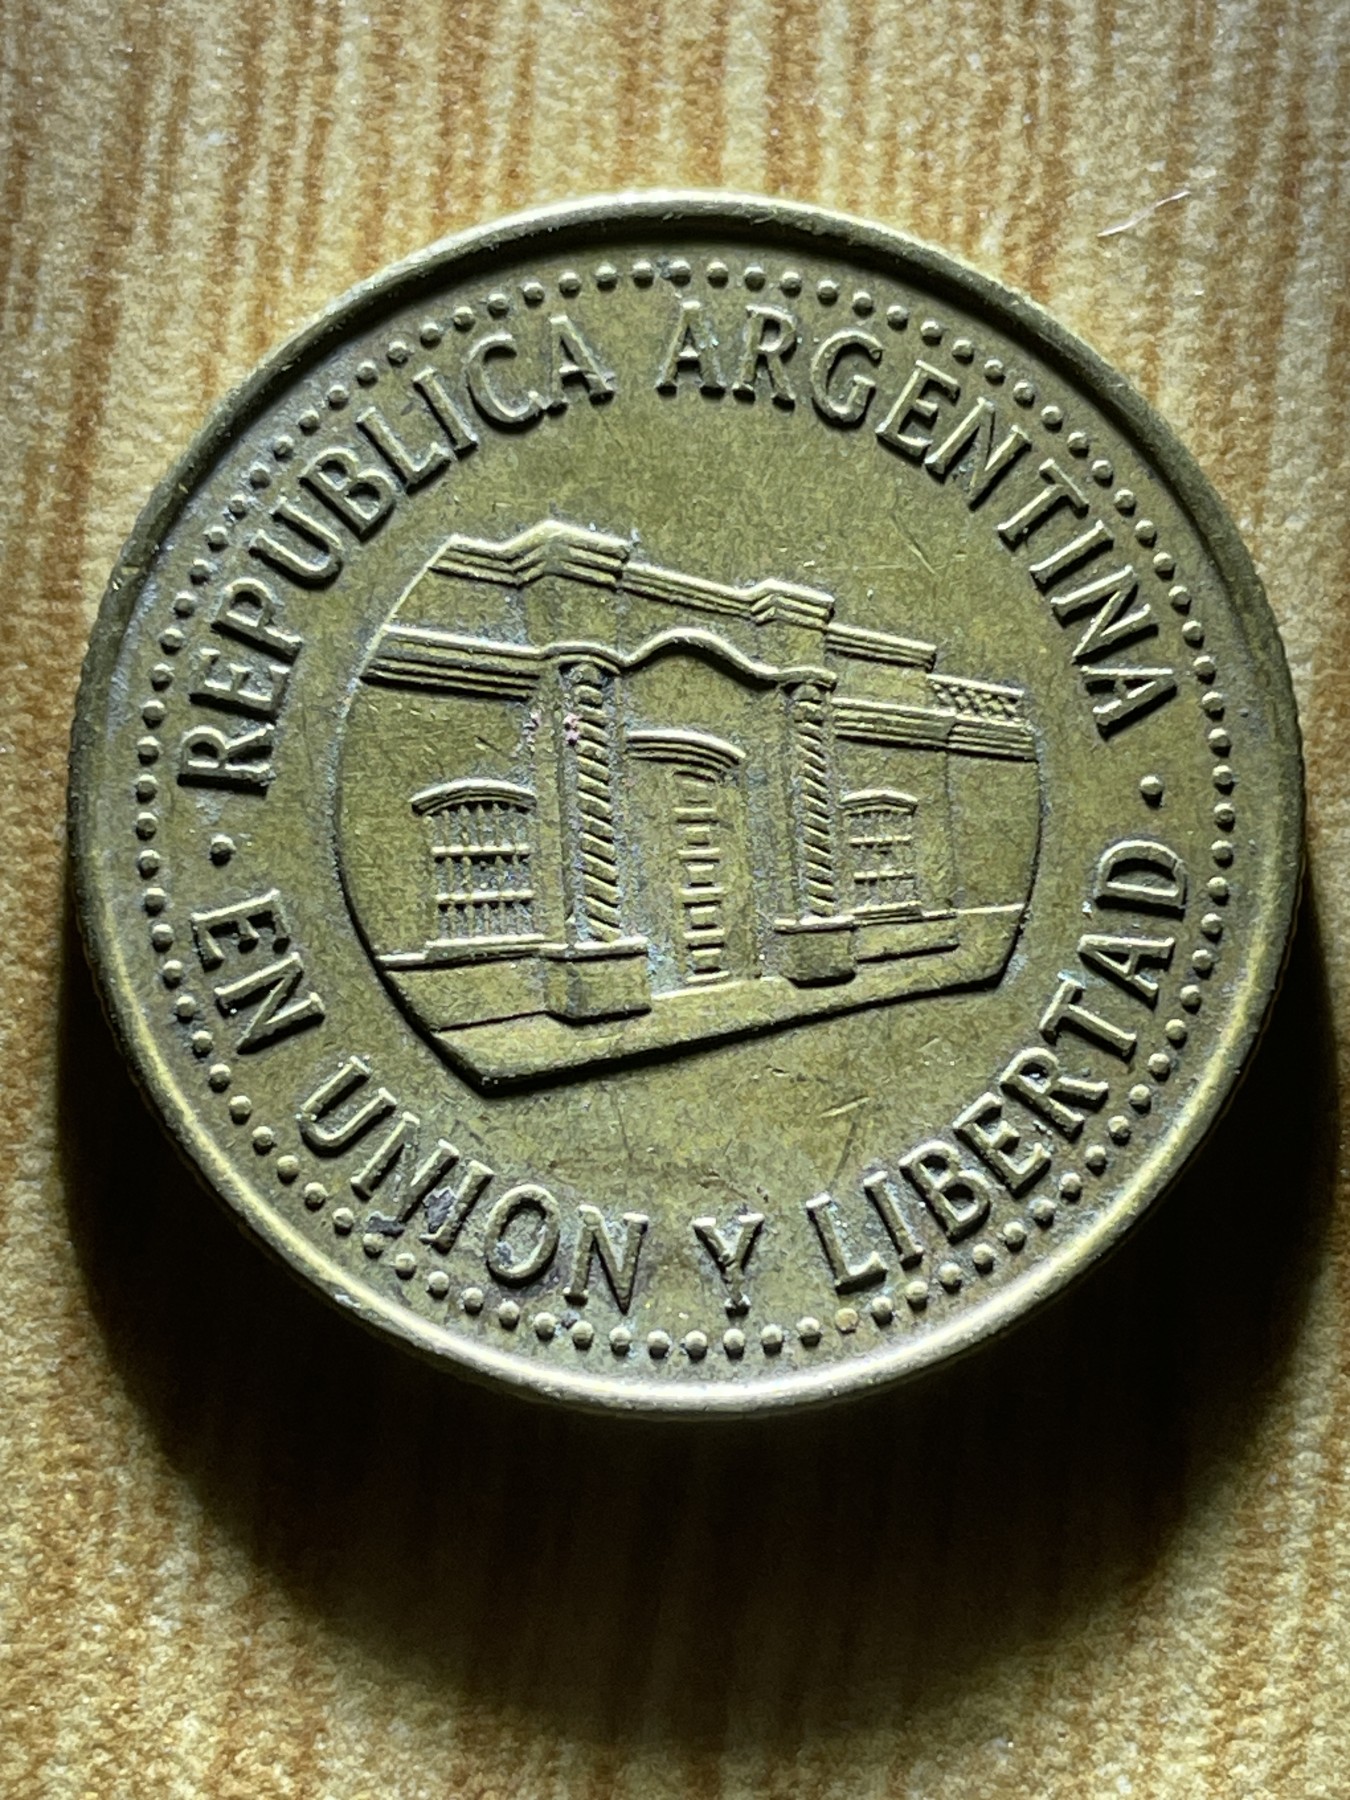 REPUBLICA ARGENTINA
· EN UNION Y LIBERTAD ·